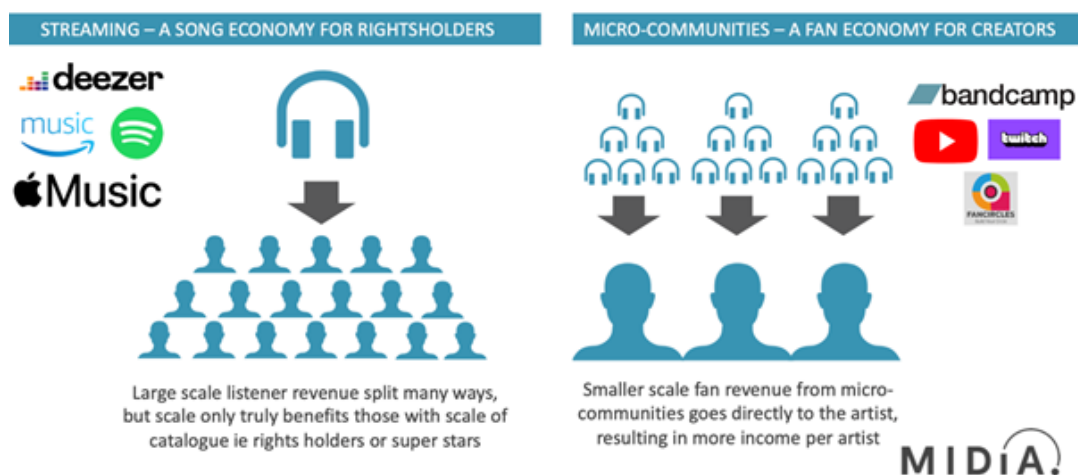 STREAMING – A SONG ECONOMY FOR RIGHTSHOLDERS
deezer
music
Music
Large scale listener revenue split many ways,
but scale only truly benefits those with scale of
catalogue ie rights holders or super stars
MICRO-COMMUNITIES – A FAN ECONOMY FOR CREATORS
bandcamp
twitch
FANCIRCLES
Smaller scale fan revenue from micro-
communities goes directly to the artist,
resulting in more income per artist
MIDiA.